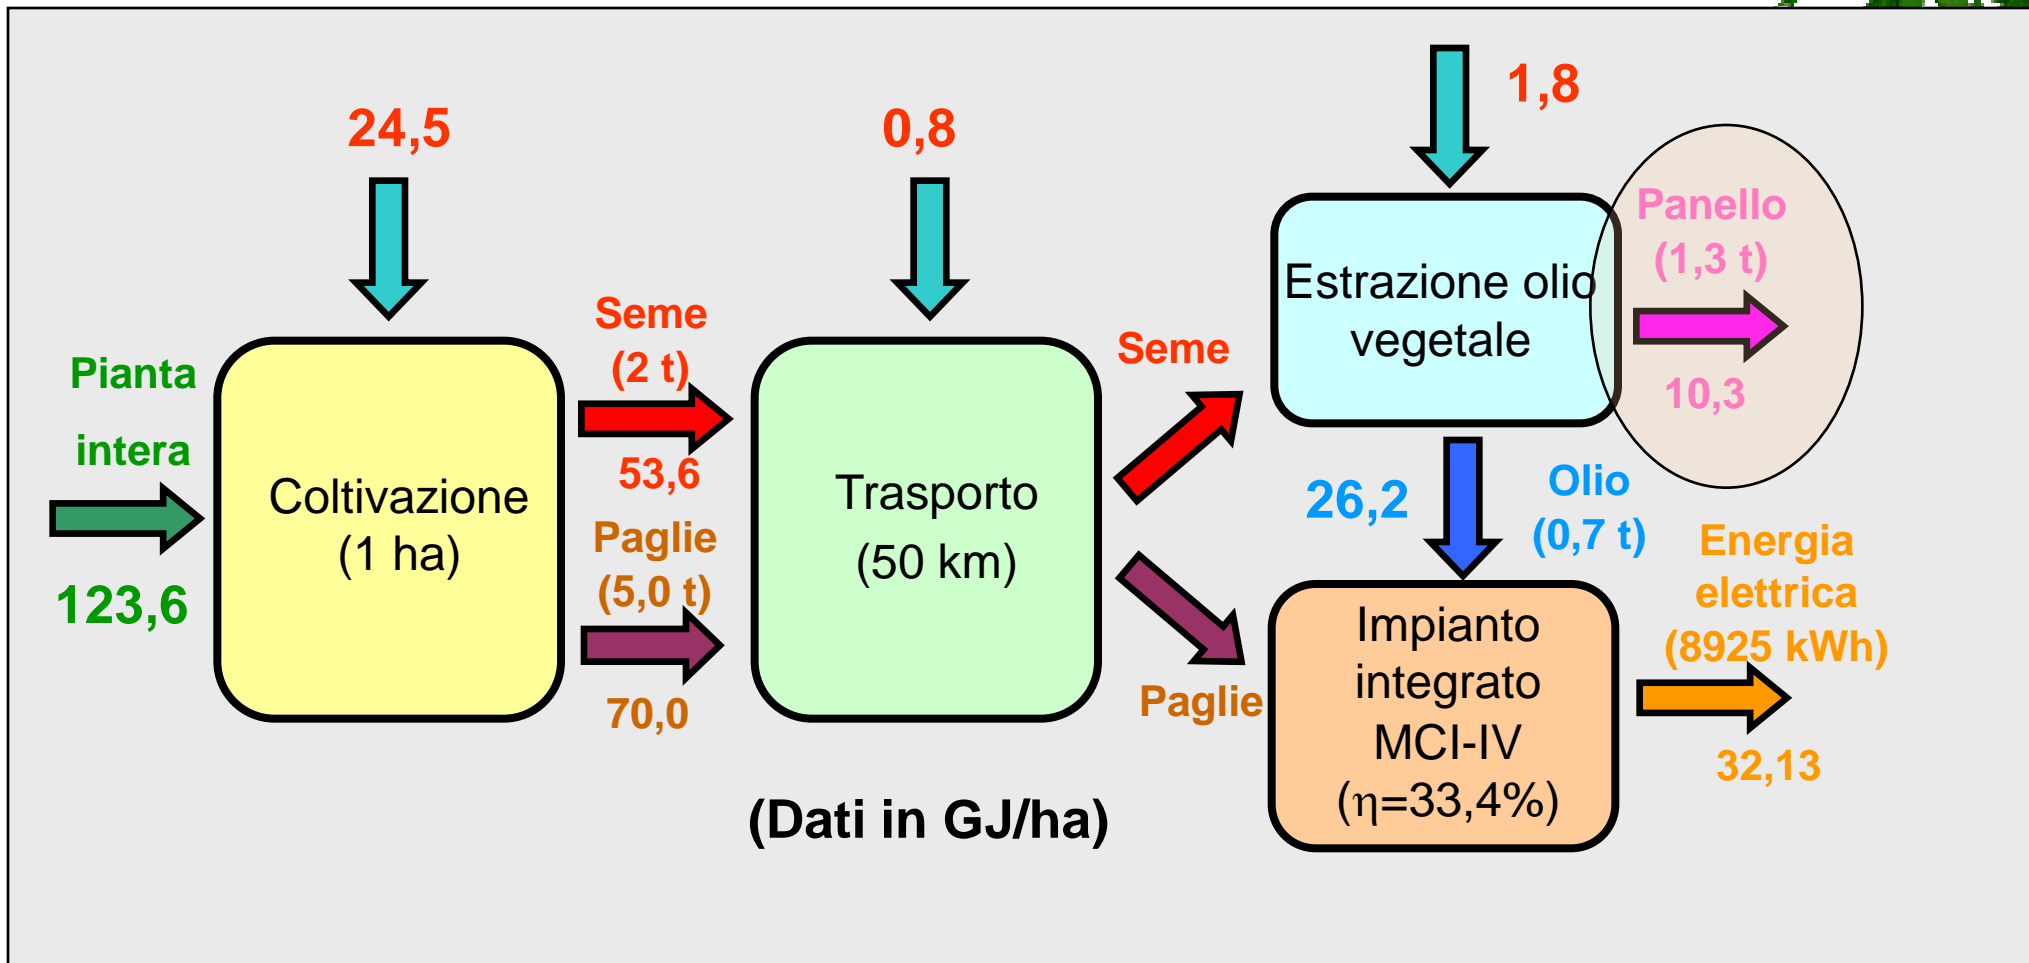 24,5
0,8
1,8
Pianta
intera
123,6
Coltivazione
(1 ha)
Seme
(2 t)
53,6
Paglie
(5,0 t)
70,0
Trasporto
(50 km)
Seme
Paglie
Estrazione olio
vegetale
Panello
(1,3 t)
10,3
26,2
Olio
(0,7 t)
Impianto
integrato
MCI-IV
(η=33,4%)
Energia
elettrica
(8925 kWh)
32,13
(Dati in GJ/ha)